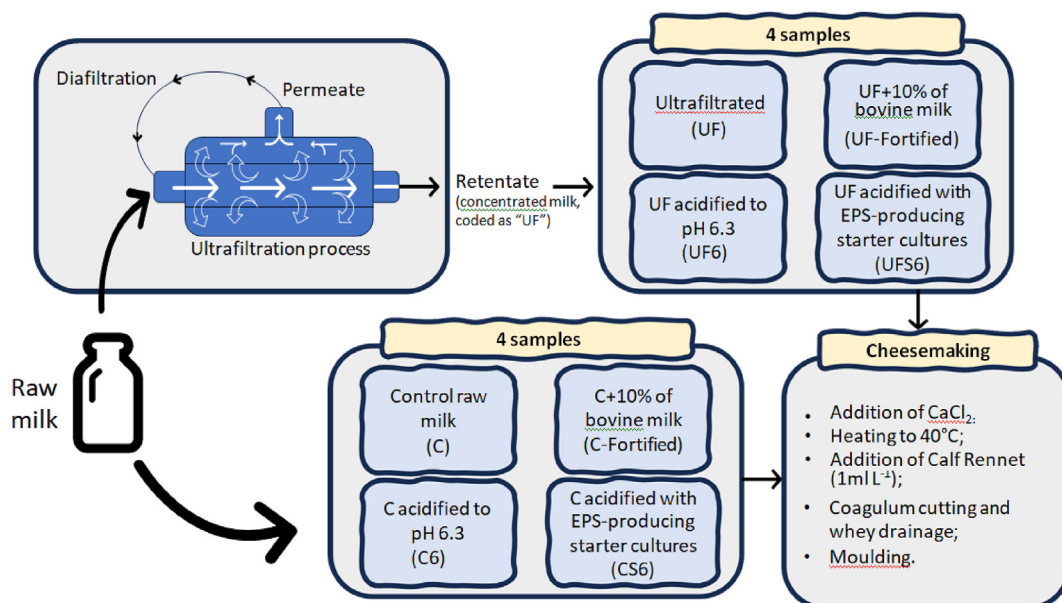 Diafiltration
Permeate
Ultrafiltration process
Retentate
(concentrated milk,
coded as “UF”)
4 samples
Ultrafiltrated
(UF)
UF+10% of
bovine milk
(UF-Fortified)
UF acidified to
pH 6.3
(UF6)
UF acidified with
EPS-producing
starter cultures
(UFS6)
Raw
milk
4 samples
Control raw
milk
(C)
C+10% of
bovine milk
(C-Fortified)
C acidified to
pH 6.3
(C6)
C acidified with
EPS-producing
starter cultures
(CS6)
Cheesemaking
• Addition of CaCl₂;
• Heating to 40°C;
• Addition of Calf Rennet
(1ml L⁻¹);
• Coagulum cutting and
whey drainage;
• Moulding.